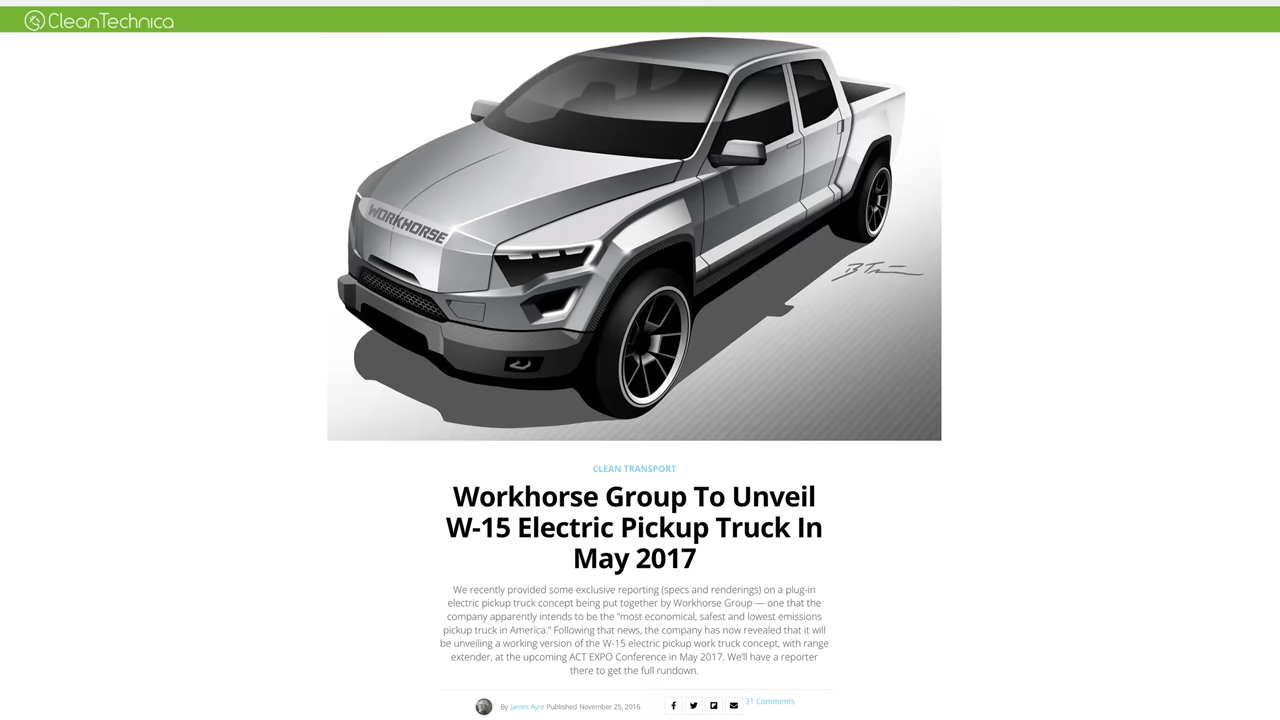 CleanTechnica
WORKHORSE
CLEAN TRANSPORT
Workhorse Group To Unveil
W-15 Electric Pickup Truck In
May 2017
We recently provided some exclusive reporting (specs and renderings) on a plug-in
electric pickup truck concept being put together by Workhorse Group — one that the
company apparently intends to be the “most economical, safest and lowest emissions
pickup truck in America.” Following that news, the company has now revealed that it will
be unveiling a working version of the W-15 electric pickup work truck concept, with range
extender, at the upcoming ACT EXPO Conference in May 2017. We'll have a reporter
there to get the full rundown.
By James Ayre Published November 25, 2016
31 Comments